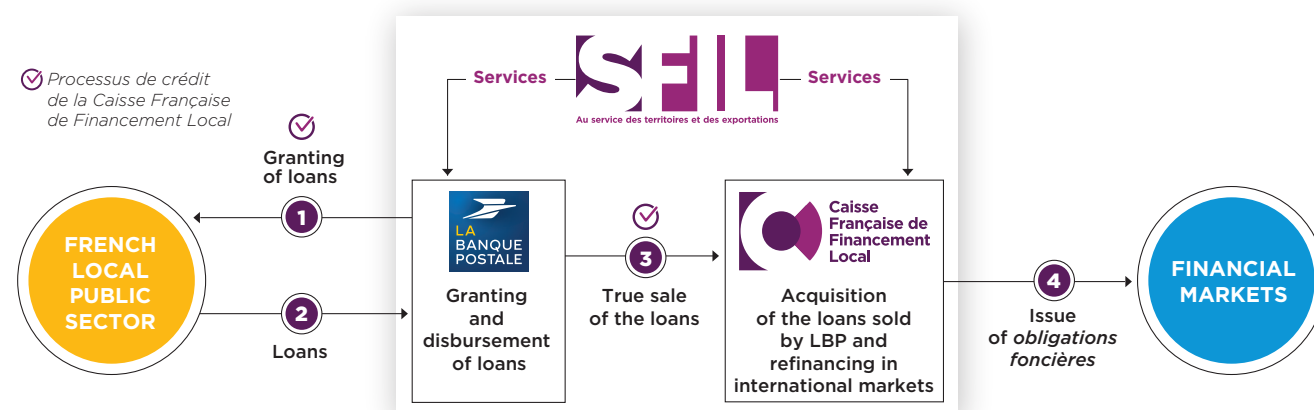 Processus de crédit
de la Caisse Française
de Financement Local
Services
SFIL
Services
Au service des territoires et des exportations
Granting
of loans
1
FRENCH
LOCAL
PUBLIC
SECTOR
2
Loans
LA
BANQUE
POSTALE
Granting
and
disbursement
of loans
3
True sale
of the loans
Caisse
Française de
Financement
Local
Acquisition
of the loans sold
by LBP and
refinancing in
international markets
4
Issue
of obligations
foncières
FINANCIAL
MARKETS